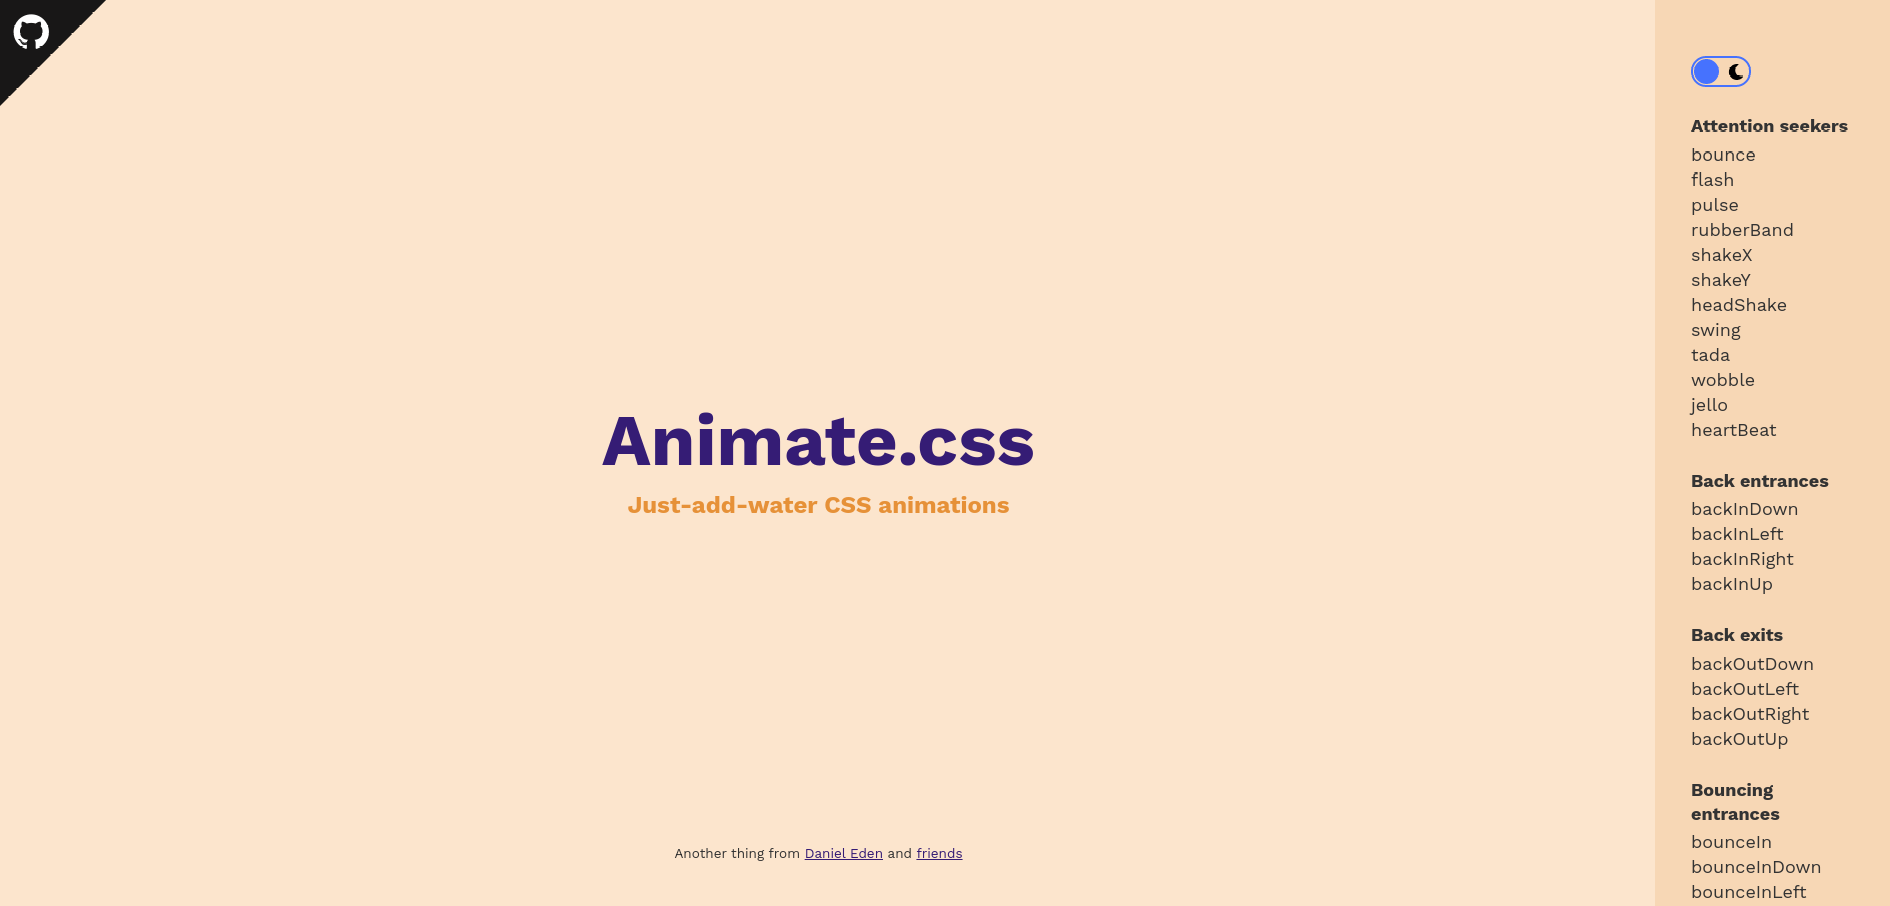 Animate.css
Just-add-water CSS animations
Another thing from Daniel Eden and friends
Attention seekers
bounce
flash
pulse
rubberBand
shakeX
shakeY
headShake
swing
tada
wobble
jello
heartBeat
Back entrances
backInDown
backInLeft
backInRight
backInUp
Back exits
backOutDown
backOutLeft
backOutRight
backOutUp
Bouncing
entrances
bounceIn
bounceInDown
bounceInLeft